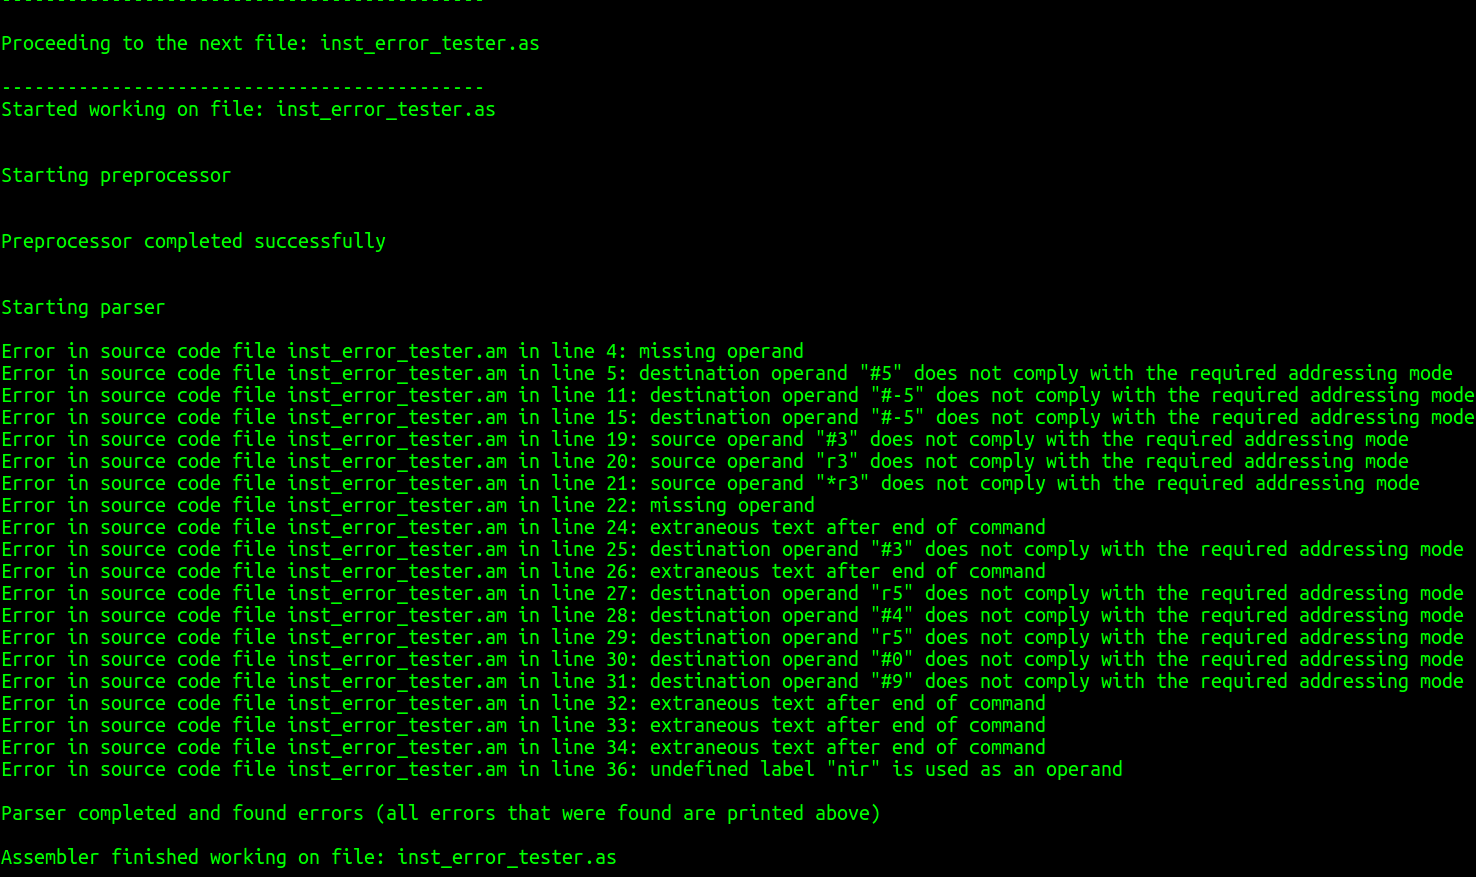 --------------------------------------------
Proceeding to the next file: inst_error_tester.as
--------------------------------------------
Started working on file: inst_error_tester.as
Starting preprocessor
Preprocessor completed successfully
Starting parser
Error in source code file inst_error_tester.am in line 4: missing operand
Error in source code file inst_error_tester.am in line 5: destination operand "#5" does not comply with the required addressing mode
Error in source code file inst_error_tester.am in line 11: destination operand "#-5" does not comply with the required addressing mode
Error in source code file inst_error_tester.am in line 15: destination operand "#-5" does not comply with the required addressing mode
Error in source code file inst_error_tester.am in line 19: source operand "#3" does not comply with the required addressing mode
Error in source code file inst_error_tester.am in line 20: source operand "r3" does not comply with the required addressing mode
Error in source code file inst_error_tester.am in line 21: source operand "*r3" does not comply with the required addressing mode
Error in source code file inst_error_tester.am in line 22: missing operand
Error in source code file inst_error_tester.am in line 24: extraneous text after end of command
Error in source code file inst_error_tester.am in line 25: destination operand "#3" does not comply with the required addressing mode
Error in source code file inst_error_tester.am in line 26: extraneous text after end of command
Error in source code file inst_error_tester.am in line 27: destination operand "r5" does not comply with the required addressing mode
Error in source code file inst_error_tester.am in line 28: destination operand "#4" does not comply with the required addressing mode
Error in source code file inst_error_tester.am in line 29: destination operand "r5" does not comply with the required addressing mode
Error in source code file inst_error_tester.am in line 30: destination operand "#0" does not comply with the required addressing mode
Error in source code file inst_error_tester.am in line 31: destination operand "#9" does not comply with the required addressing mode
Error in source code file inst_error_tester.am in line 32: extraneous text after end of command
Error in source code file inst_error_tester.am in line 33: extraneous text after end of command
Error in source code file inst_error_tester.am in line 34: extraneous text after end of command
Error in source code file inst_error_tester.am in line 36: undefined label "nir" is used as an operand
Parser completed and found errors (all errors that were found are printed above)
Assembler finished working on file: inst_error_tester.as